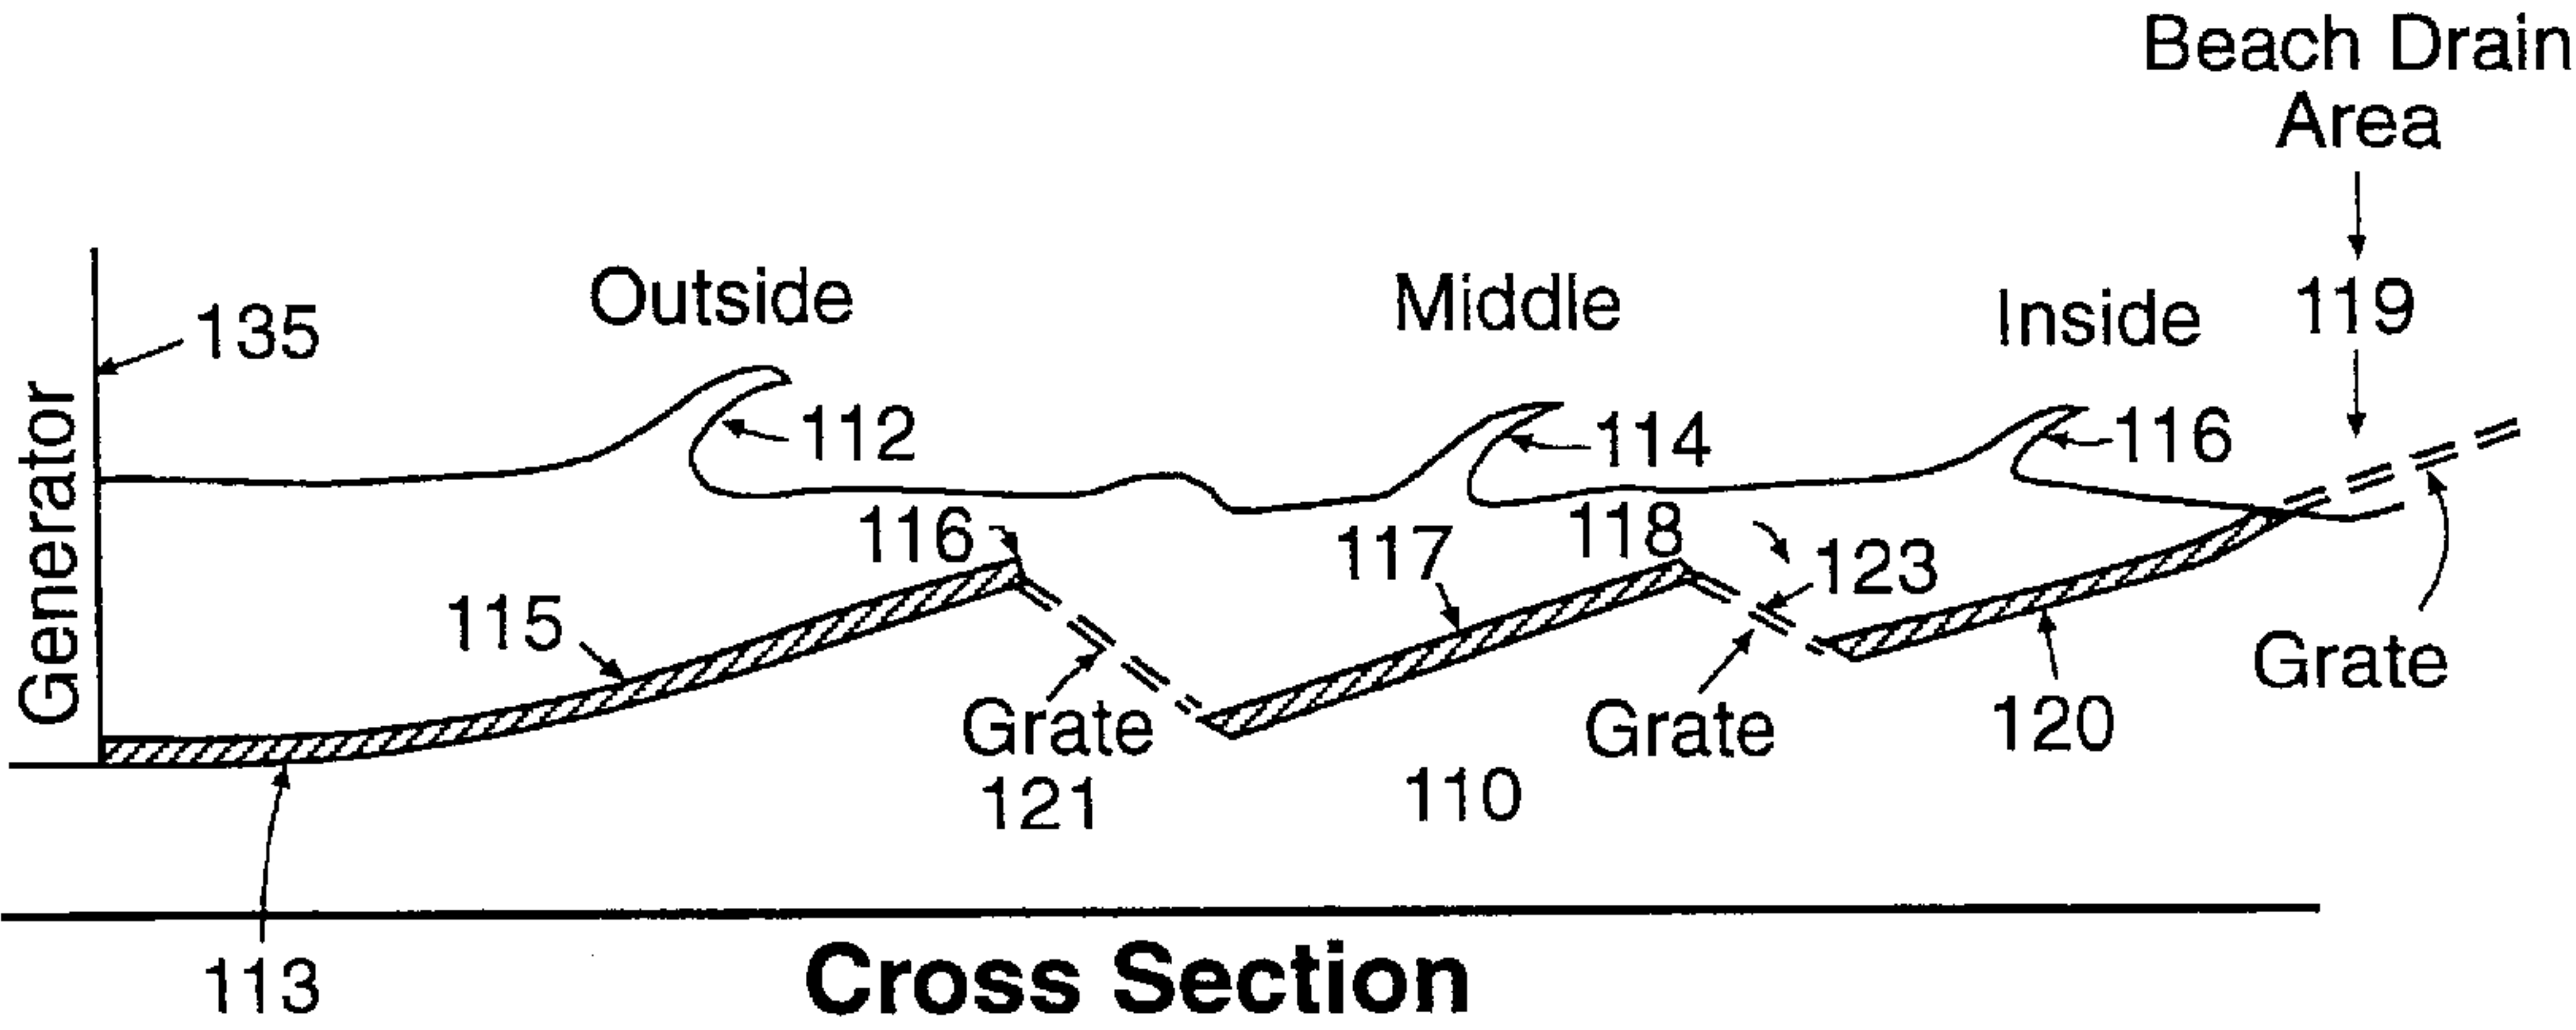 Beach Drain
Area
Outside
Middle
Inside
119
135
Generator
112
114
116
116
117
118
123
115
Grate
121
110
Grate
120
Grate
113
Cross Section